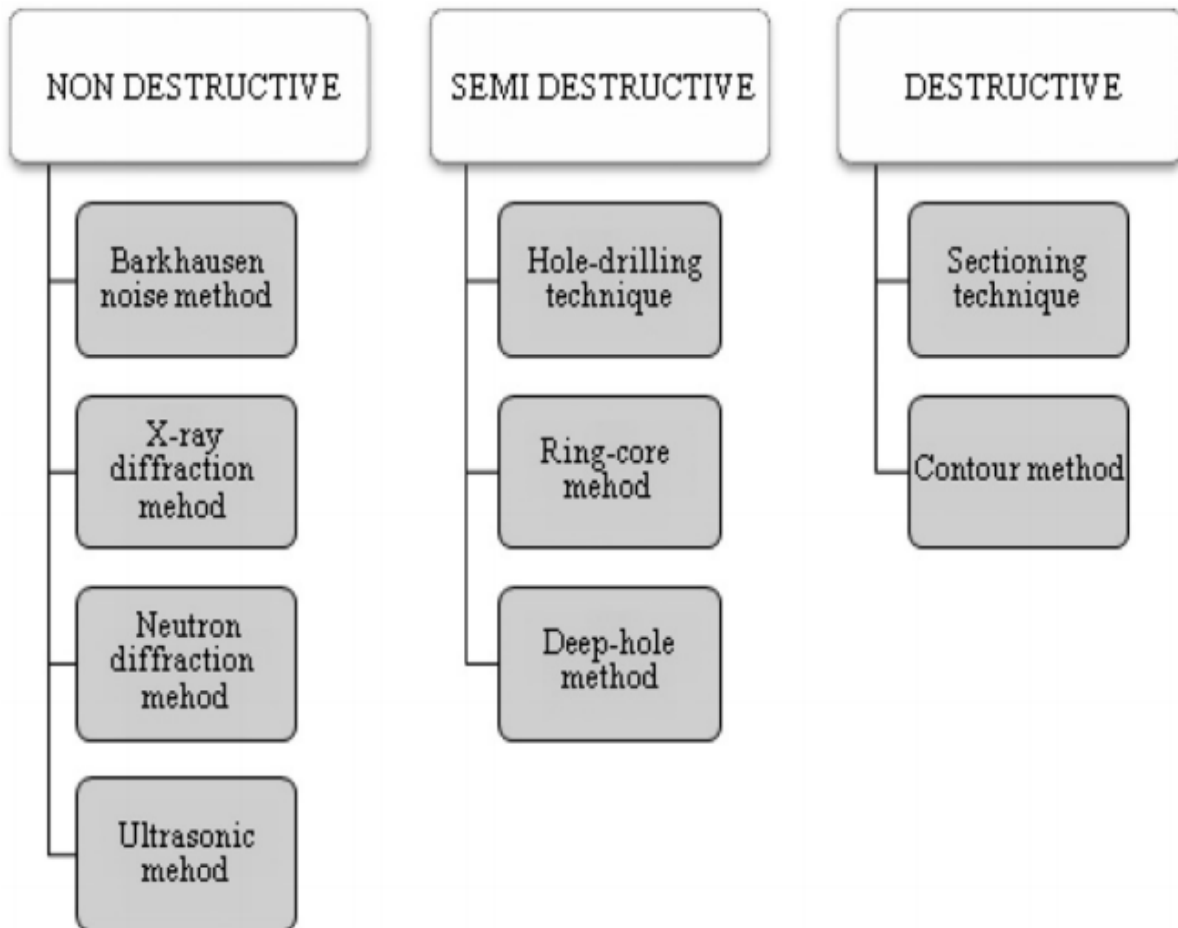 NON DESTRUCTIVE
Barkhausen
noise method
X-ray
diffraction
mehod
Neutron
diffraction
mehod
Ultrasonic
mehod
SEMI DESTRUCTIVE
Hole-drilling
technique
Ring-core
mehod
Deep-hole
method
DESTRUCTIVE
Sectioning
technique
Contour method